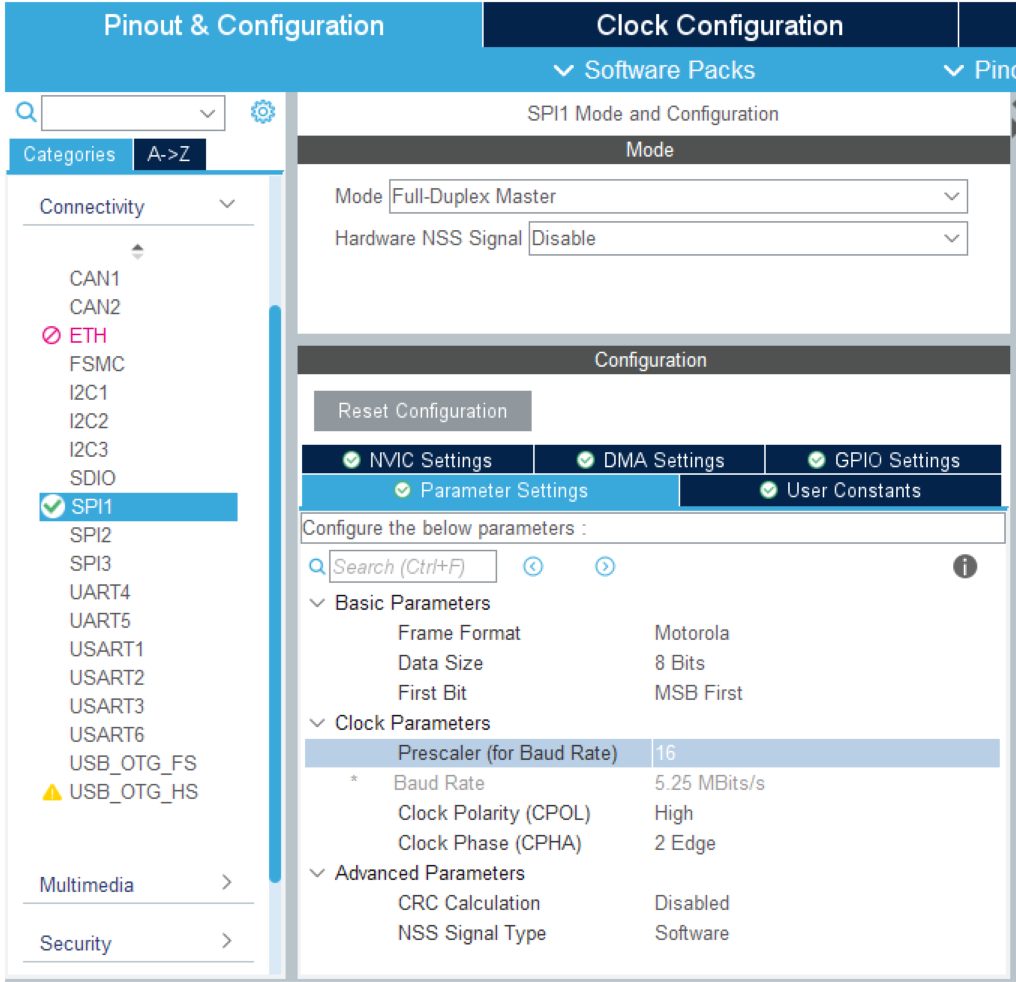 Pinout & Configuration
Clock Configuration
Software Packs
Pinc
Categories
A->Z
Connectivity
CAN1
CAN2
ETH
FSMC
I2C1
I2C2
I2C3
SDIO
SPI1
SPI2
SPI3
UART4
UART5
USART1
USART2
USART3
USART6
USB_OTG_FS
USB_OTG_HS
Multimedia
Security
SPI1 Mode and Configuration
Mode
Mode Full-Duplex Master
Hardware NSS Signal Disable
Configuration
Reset Configuration
NVIC Settings
DMA Settings
GPIO Settings
Parameter Settings
User Constants
Configure the below parameters :
Search (Ctrl+F)
Basic Parameters
Frame Format Motorola
Data Size 8 Bits
First Bit MSB First
Clock Parameters
Prescaler (for Baud Rate) 16
* Baud Rate 5.25 MBits/s
Clock Polarity (CPOL) High
Clock Phase (CPHA) 2 Edge
Advanced Parameters
CRC Calculation Disabled
NSS Signal Type Software